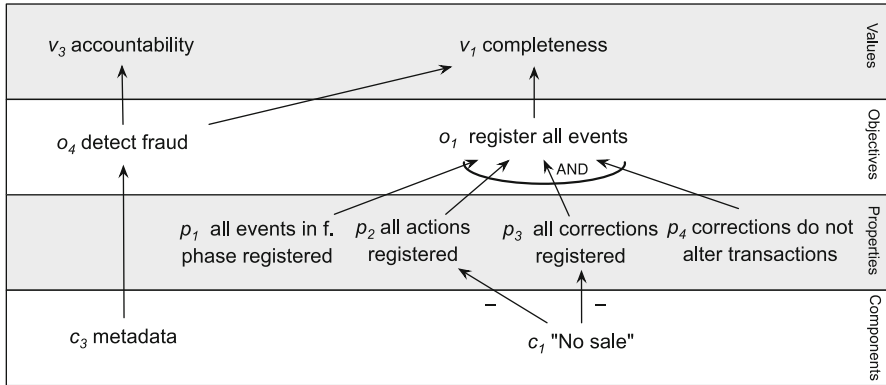 v3 accountability
v1 completeness
Values
o4 detect fraud
o1 register all events
AND
Objectives
p1 all events in f.
phase registered
p2 all actions
registered
p3 all corrections
registered
p4 corrections do not
alter transactions
Properties
–
–
c3 metadata
c1 "No sale"
Components